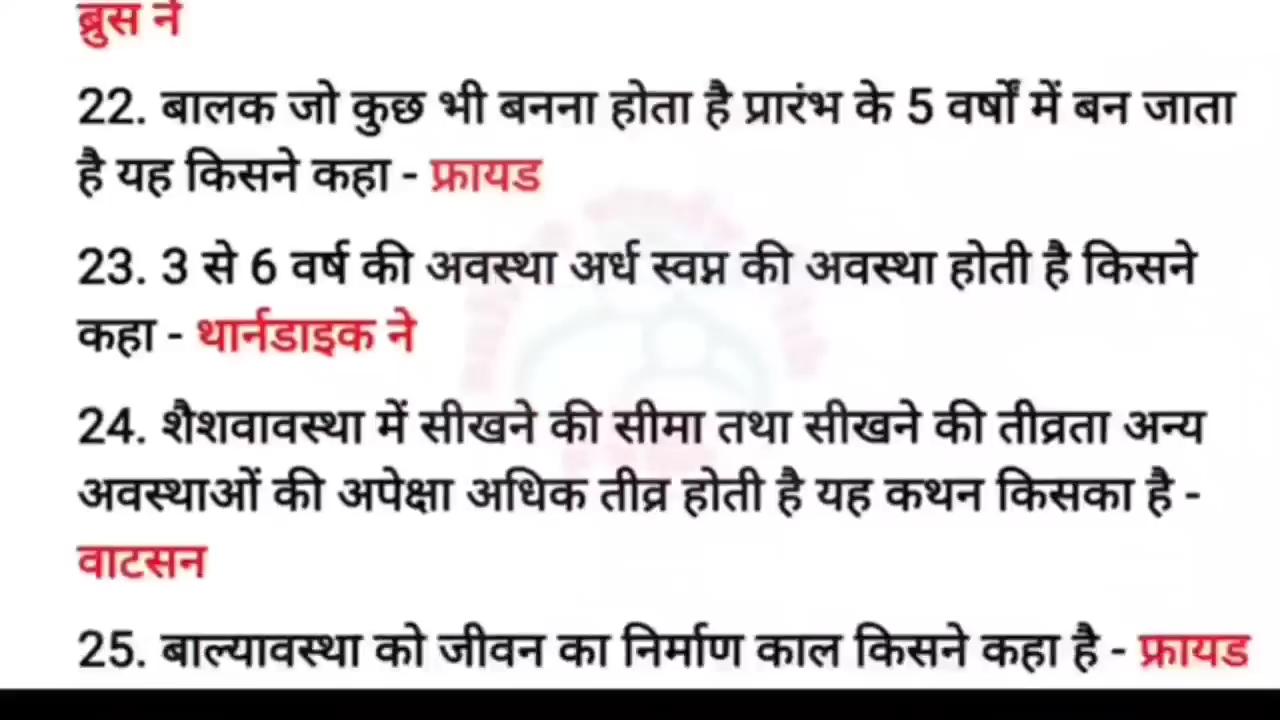 ब्रुस ने
22. बालक जो कुछ भी बनना होता है प्रारंभ के 5 वर्षों में बन जाता
है यह किसने कहा - फ्रायड
23. 3 से 6 वर्ष की अवस्था अर्ध स्वप्न की अवस्था होती है किसने
कहा - थार्नडाइक ने
24. शैशवावस्था में सीखने की सीमा तथा सीखने की तीव्रता अन्य
अवस्थाओं की अपेक्षा अधिक तीव्र होती है यह कथन किसका है -
वाटसन
25. बाल्यावस्था को जीवन का निर्माण काल किसने कहा है - फ्रायड